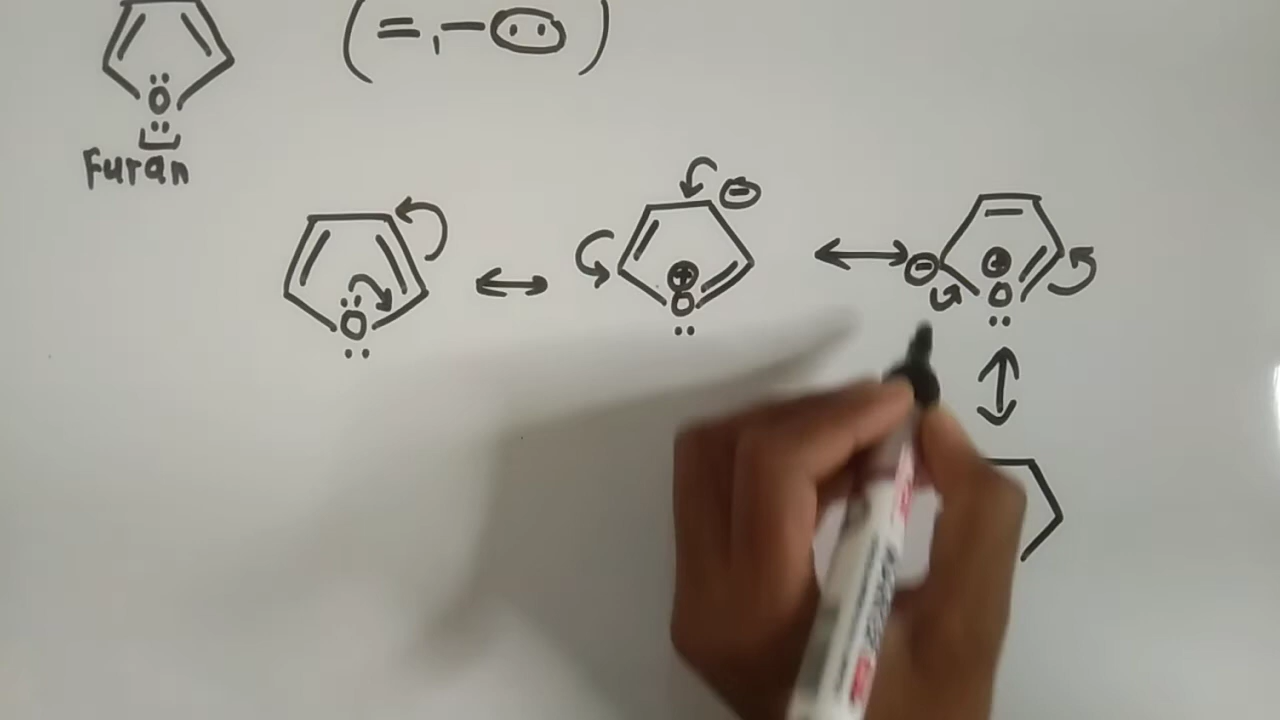 ( = , — •• )
Ö
Furan
O
⊖
⊕
O
⊖
⊕
O